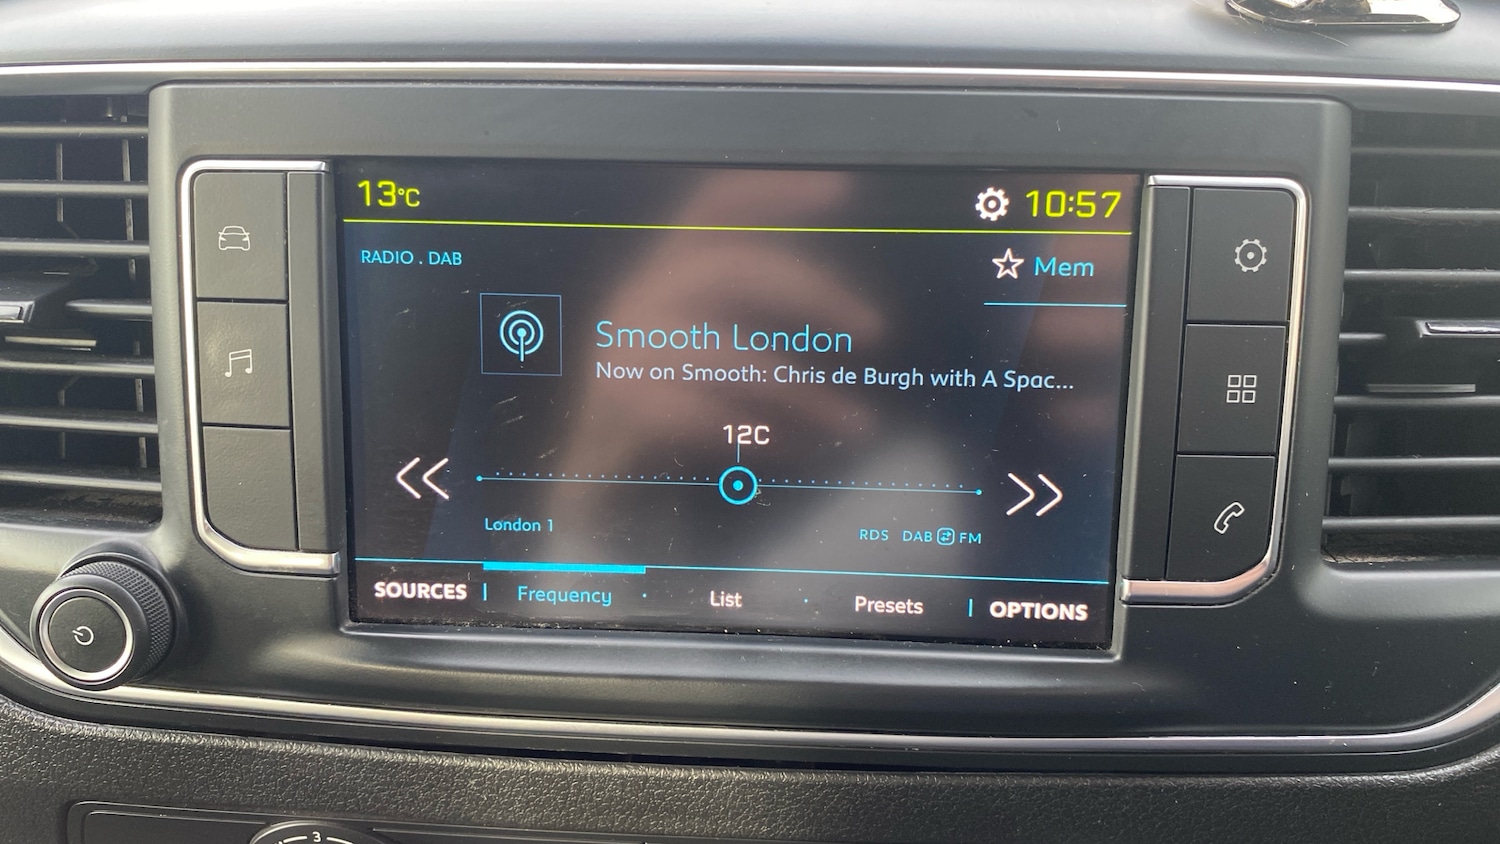 13°C 10:57
RADIO . DAB
Mem
Smooth London
Now on Smooth: Chris de Burgh with A Spac...
12C
London 1
RDS DAB FM
SOURCES | Frequency · List · Presets | OPTIONS
3